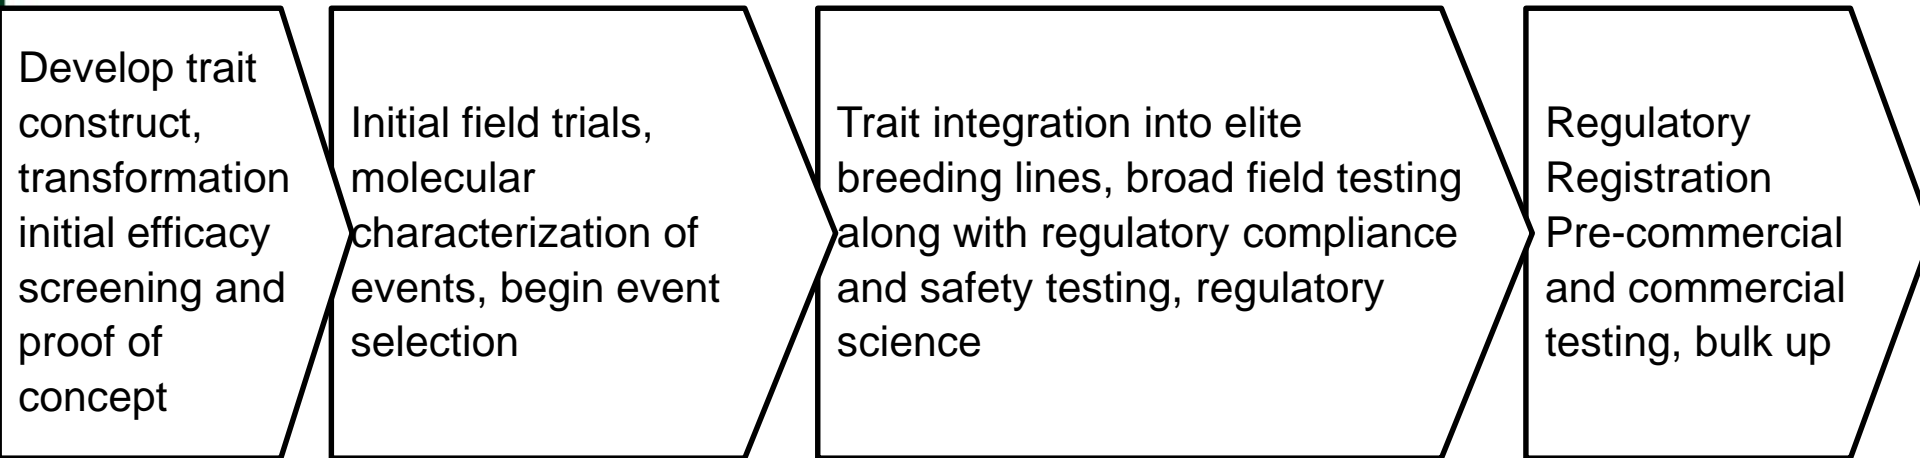 Develop trait
construct,
transformation
initial efficacy
screening and
proof of
concept
Initial field trials,
molecular
characterization of
events, begin event
selection
Trait integration into elite
breeding lines, broad field testing
along with regulatory compliance
and safety testing, regulatory
science
Regulatory
Registration
Pre-commercial
and commercial
testing, bulk up